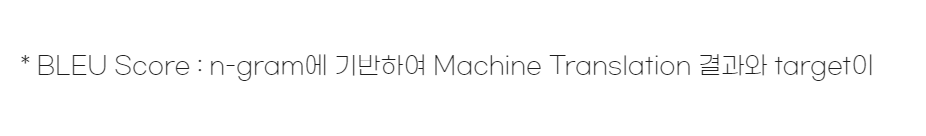 * BLEU Score : n-gram에 기반하여 Machine Translation 결과와 target이